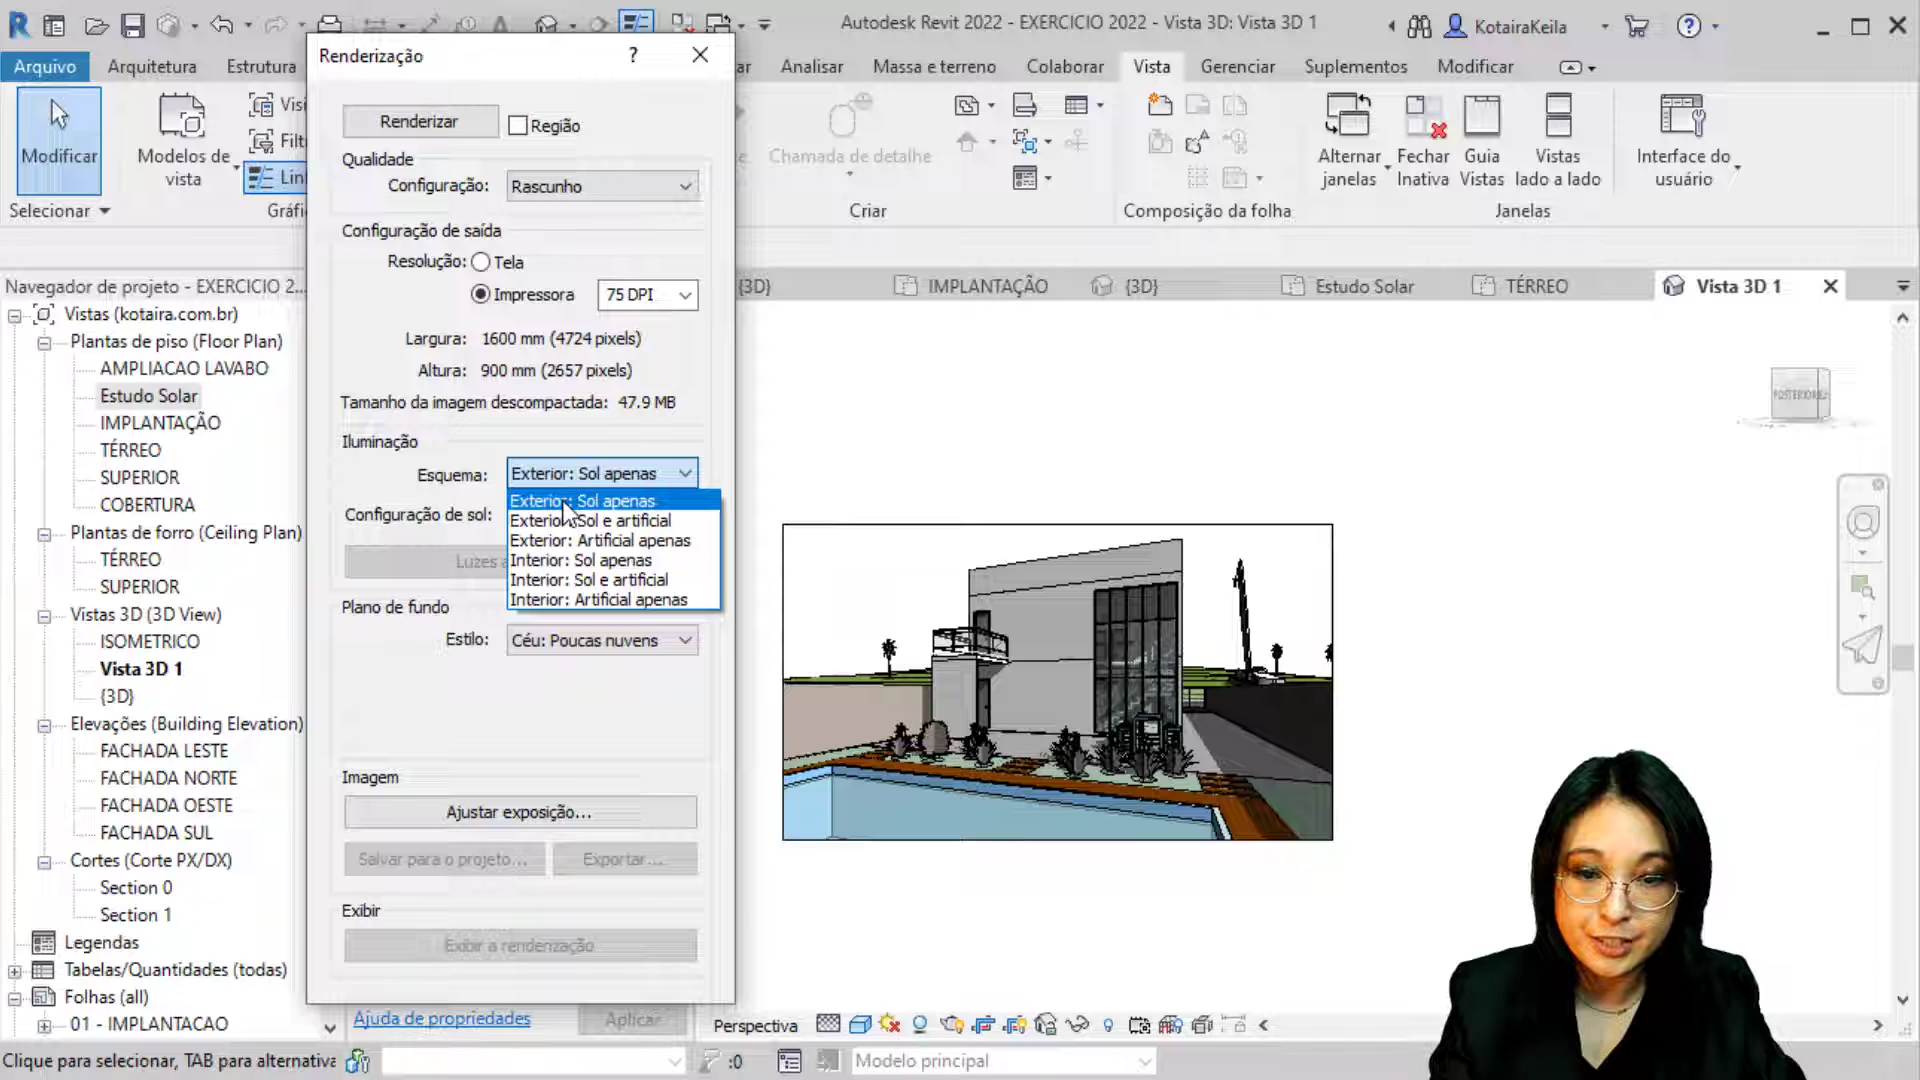 Autodesk Revit 2022 - EXERCICIO 2022 - Vista 3D: Vista 3D 1
KotairaKeila
Arquivo
Arquitetura
Estrutura
Analisar
Massa e terreno
Colaborar
Vista
Gerenciar
Suplementos
Modificar
Modificar
Modelos de
vista
Visi
Filt
Lin
Selecionar
Gráfi
Chamada de detalhe
Criar
Composição da folha
Alternar
janelas
Fechar
Inativa
Guia
Vistas
Vistas
lado a lado
Interface do
usuário
Janelas
{3D}
IMPLANTAÇÃO
{3D}
Estudo Solar
TÉRREO
Vista 3D 1
Navegador de projeto - EXERCICIO 2...
Vistas (kotaira.com.br)
Plantas de piso (Floor Plan)
AMPLIACAO LAVABO
Estudo Solar
IMPLANTAÇÃO
TÉRREO
SUPERIOR
COBERTURA
Plantas de forro (Ceiling Plan)
TÉRREO
SUPERIOR
Vistas 3D (3D View)
ISOMETRICO
Vista 3D 1
{3D}
Elevações (Building Elevation)
FACHADA LESTE
FACHADA NORTE
FACHADA OESTE
FACHADA SUL
Cortes (Corte PX/DX)
Section 0
Section 1
Legendas
Tabelas/Quantidades (todas)
Folhas (all)
01 - IMPLANTACAO
Renderização
?
Renderizar
Região
Qualidade
Configuração: Rascunho
Configuração de saída
Resolução: Tela
Impressora 75 DPI
Largura: 1600 mm (4724 pixels)
Altura: 900 mm (2657 pixels)
Tamanho da imagem descompactada: 47.9 MB
Iluminação
Esquema: Exterior: Sol apenas
Exterior: Sol apenas
Configuração de sol:
Exterior: Sol e artificial
Exterior: Artificial apenas
Interior: Sol apenas
Luzes a
Interior: Sol e artificial
Interior: Artificial apenas
Plano de fundo
Estilo: Céu: Poucas nuvens
Imagem
Ajustar exposição...
Salvar para o projeto...
Exportar...
Exibir
Exibir a renderização
Ajuda de propriedades
Aplicar
Perspectiva
Clique para selecionar, TAB para alternativa
:0
Modelo principal